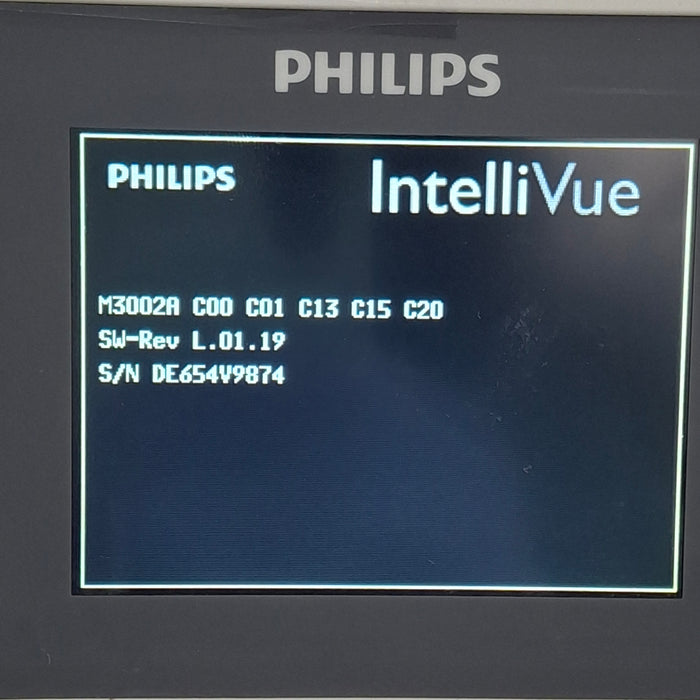 PHILIPS
PHILIPS IntelliVue
M3002A C00 C01 C13 C15 C20
SW-Rev L.01.19
S/N DE654V9874